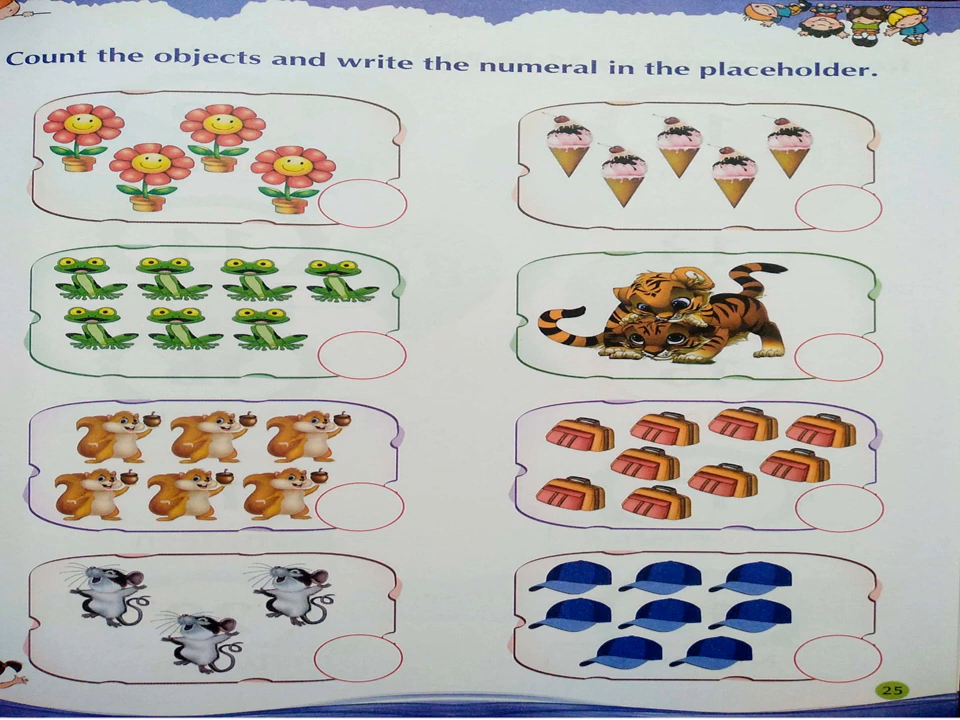 Count the objects and write the numeral in the placeholder.
25